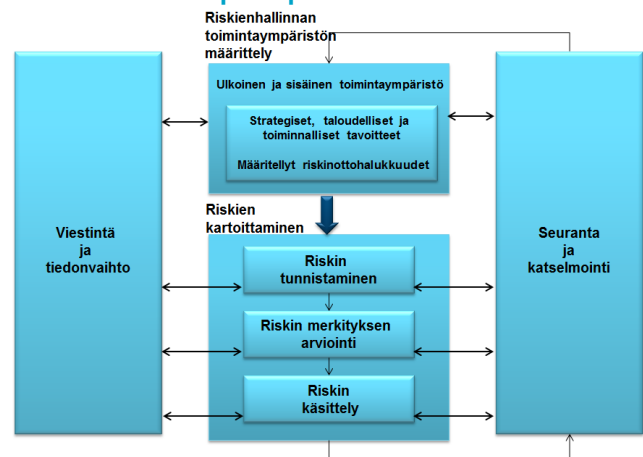 Riskienhallinnan
toimintaympäristön
määrittely
Ulkoinen ja sisäinen toimintaympäristö
Strategiset, taloudelliset ja
toiminnalliset tavoitteet
Määritellyt riskinottohalukkuudet
Riskien
kartoittaminen
Viestintä
ja
tiedonvaihto
Riskin
tunnistaminen
Riskin merkityksen
arviointi
Riskin
käsittely
Seuranta
ja
katselmointi